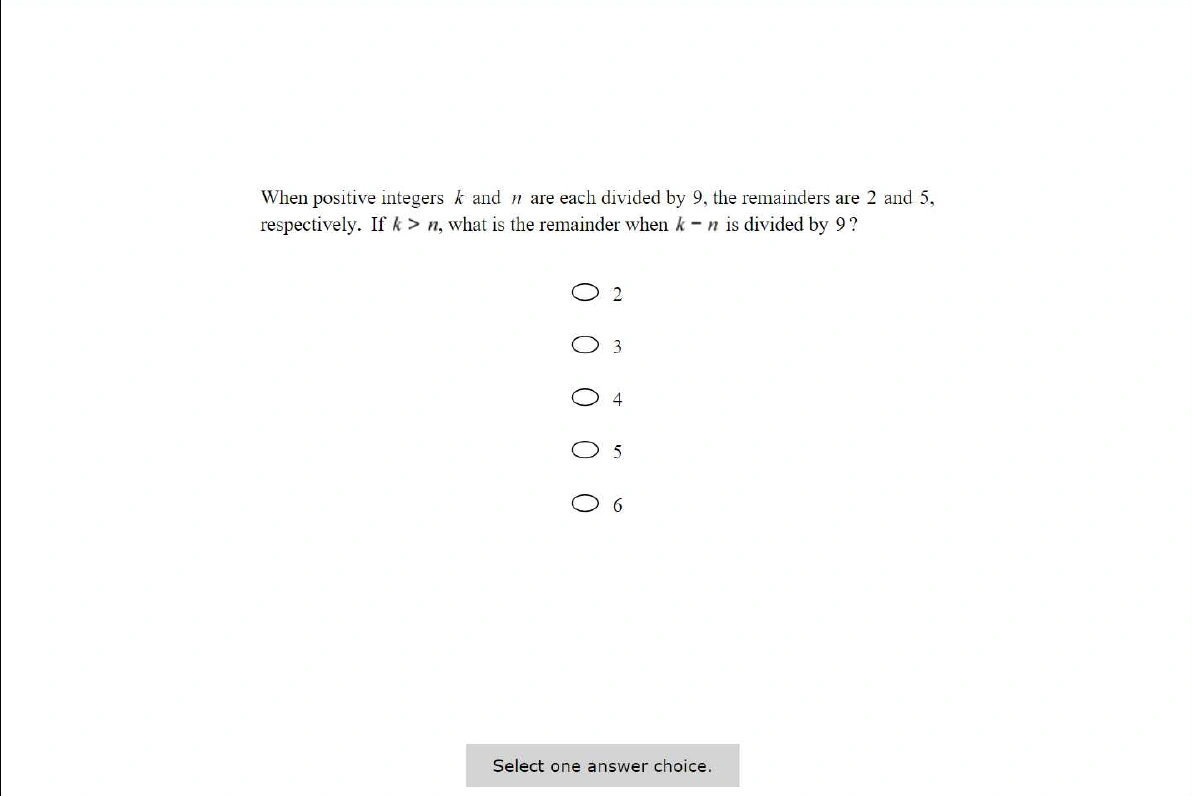 When positive integers k and n are each divided by 9, the remainders are 2 and 5,
respectively. If k > n, what is the remainder when k − n is divided by 9?
2
3
4
5
6
Select one answer choice.